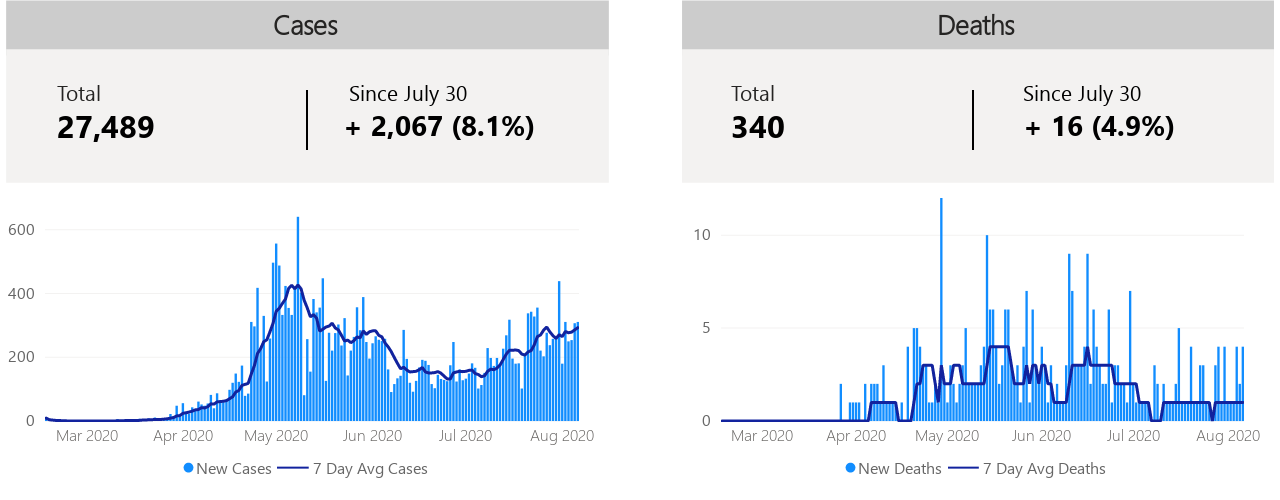 Cases
Total
27,489
Since July 30
+ 2,067 (8.1%)
600
400
200
0
Mar 2020 Apr 2020 May 2020 Jun 2020 Jul 2020 Aug 2020
New Cases 7 Day Avg Cases
Deaths
Total
340
Since July 30
+ 16 (4.9%)
10
5
0
Mar 2020 Apr 2020 May 2020 Jun 2020 Jul 2020 Aug 2020
New Deaths 7 Day Avg Deaths